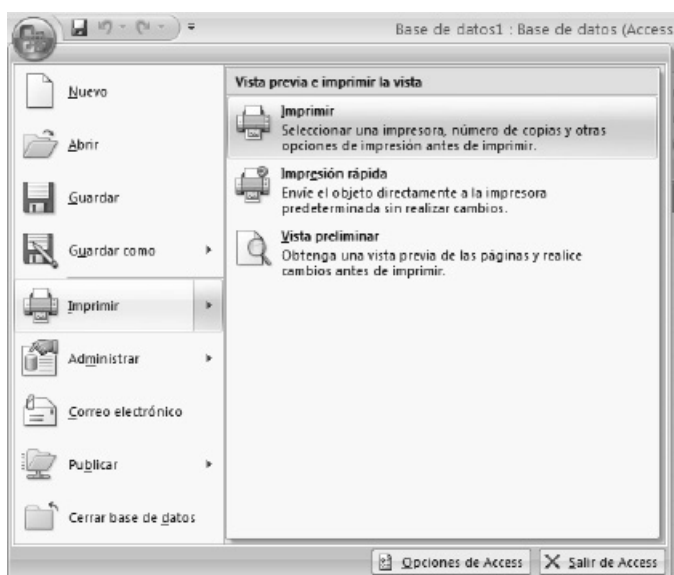 Base de datos1 : Base de datos (Access
Nuevo
Abrir
Guardar
Guardar como
Imprimir
Administrar
Correo electrónico
Publicar
Cerrar base de datos
Vista previa e imprimir la vista
Imprimir
Seleccionar una impresora, número de copias y otras
opciones de impresión antes de imprimir.
Impresión rápida
Envíe el objeto directamente a la impresora
predeterminada sin realizar cambios.
Vista preliminar
Obtenga una vista previa de las páginas y realice
cambios antes de imprimir.
Opciones de Access
Salir de Access